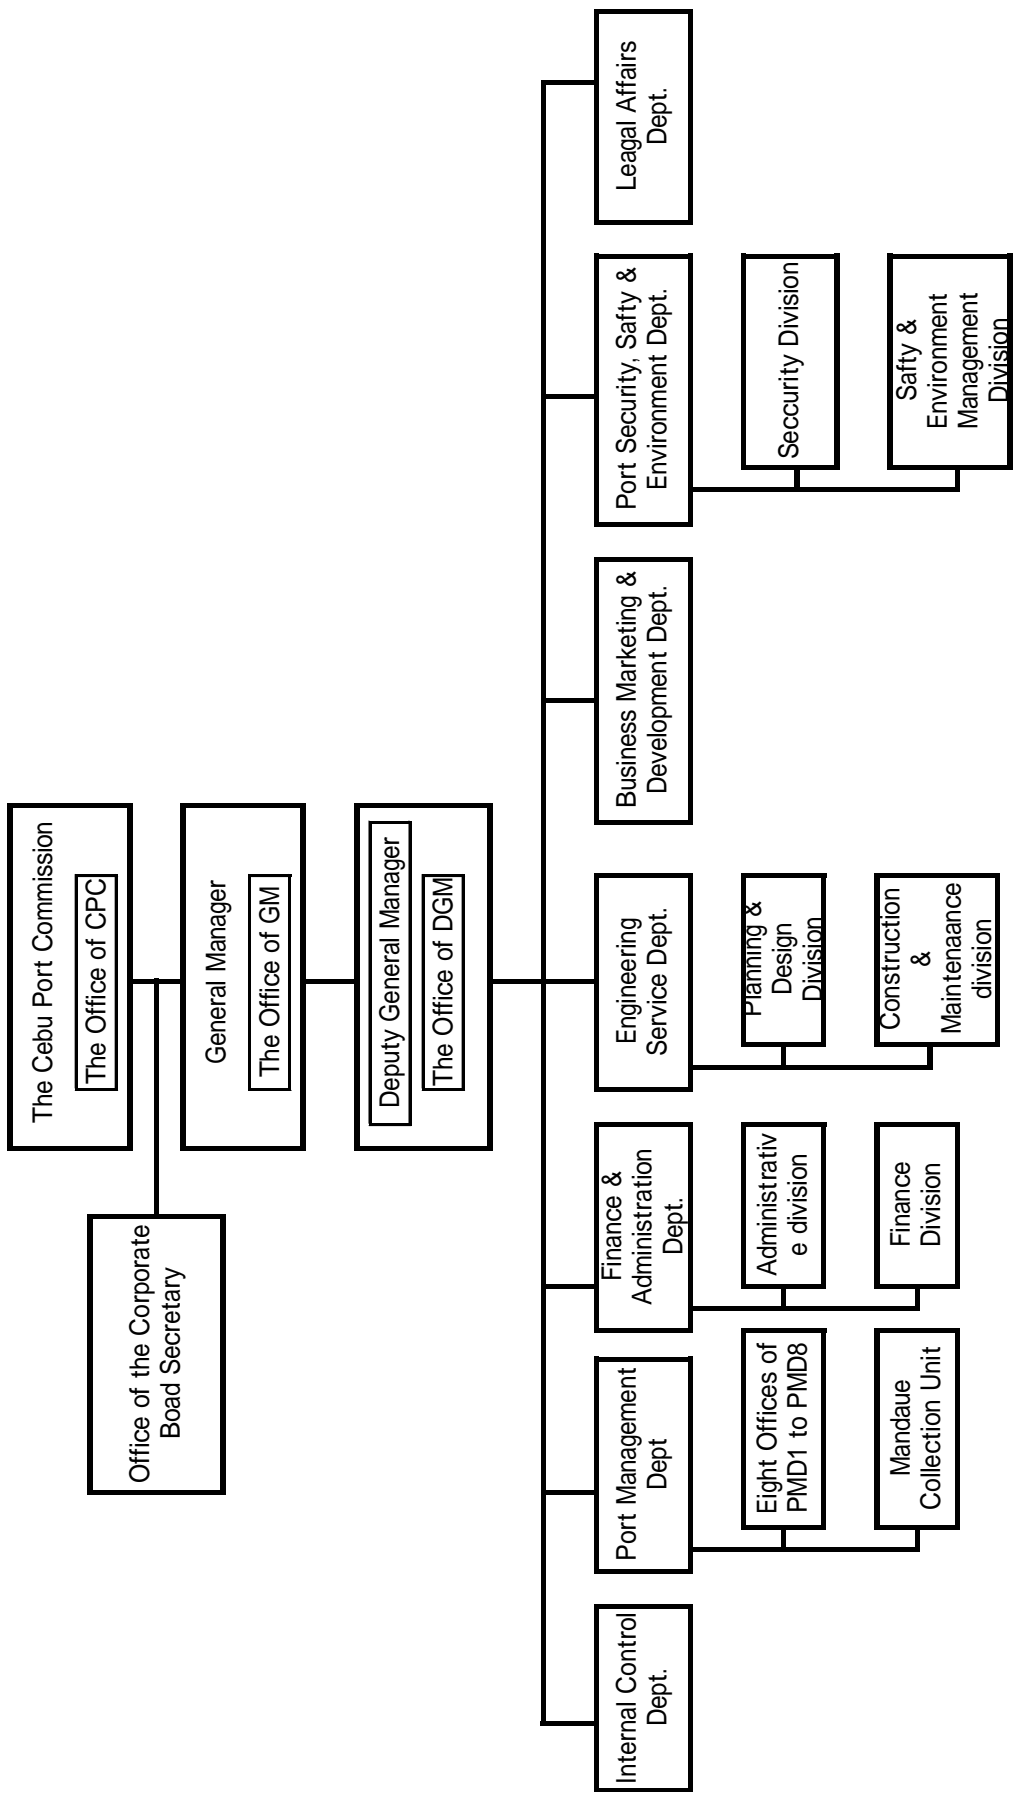 The Cebu Port Commission
The Office of CPC
Office of the Corporate
Boad Secretary
General Manager
The Office of GM
Deputy General Manager
The Office of DGM
Internal Control
Dept.
Port Management
Dept
Finance &
Administration
Dept.
Engineering
Service Dept.
Business Marketing &
Development Dept.
Port Security, Safty &
Environment Dept.
Leagal Affairs
Dept.
Eight Offices of
PMD1 to PMD8
Administrativ
e division
Planning &
Design
Division
Seccurity Division
Mandaue
Collection Unit
Finance
Division
Construction
&
Maintenaance
division
Safty &
Environment
Management
Division